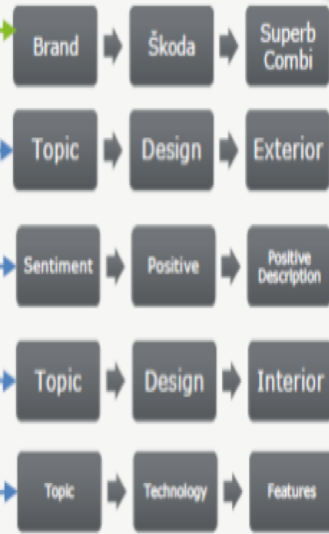 Brand Škoda Superb
Combi
Topic Design Exterior
Sentiment Positive Positive
Description
Topic Design Interior
Topic Technology Features